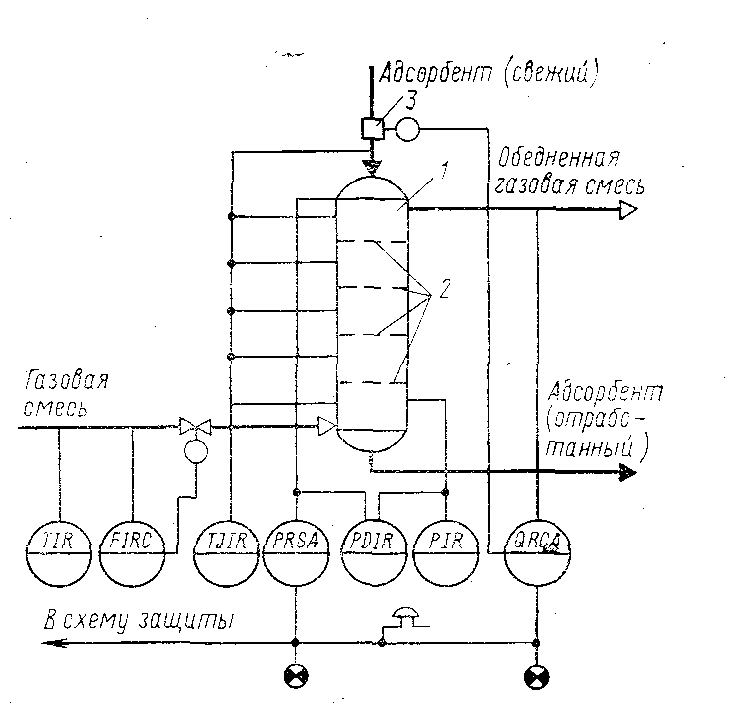 Адсорбент (свежий)
3
Обедненная
газовая смесь
1
2
Газовая
смесь
Адсорбент
(отрабо-
танный)
TIR
FIRC
TJIR
PRSA
PDIR
PIR
QRCA
В схему защиты